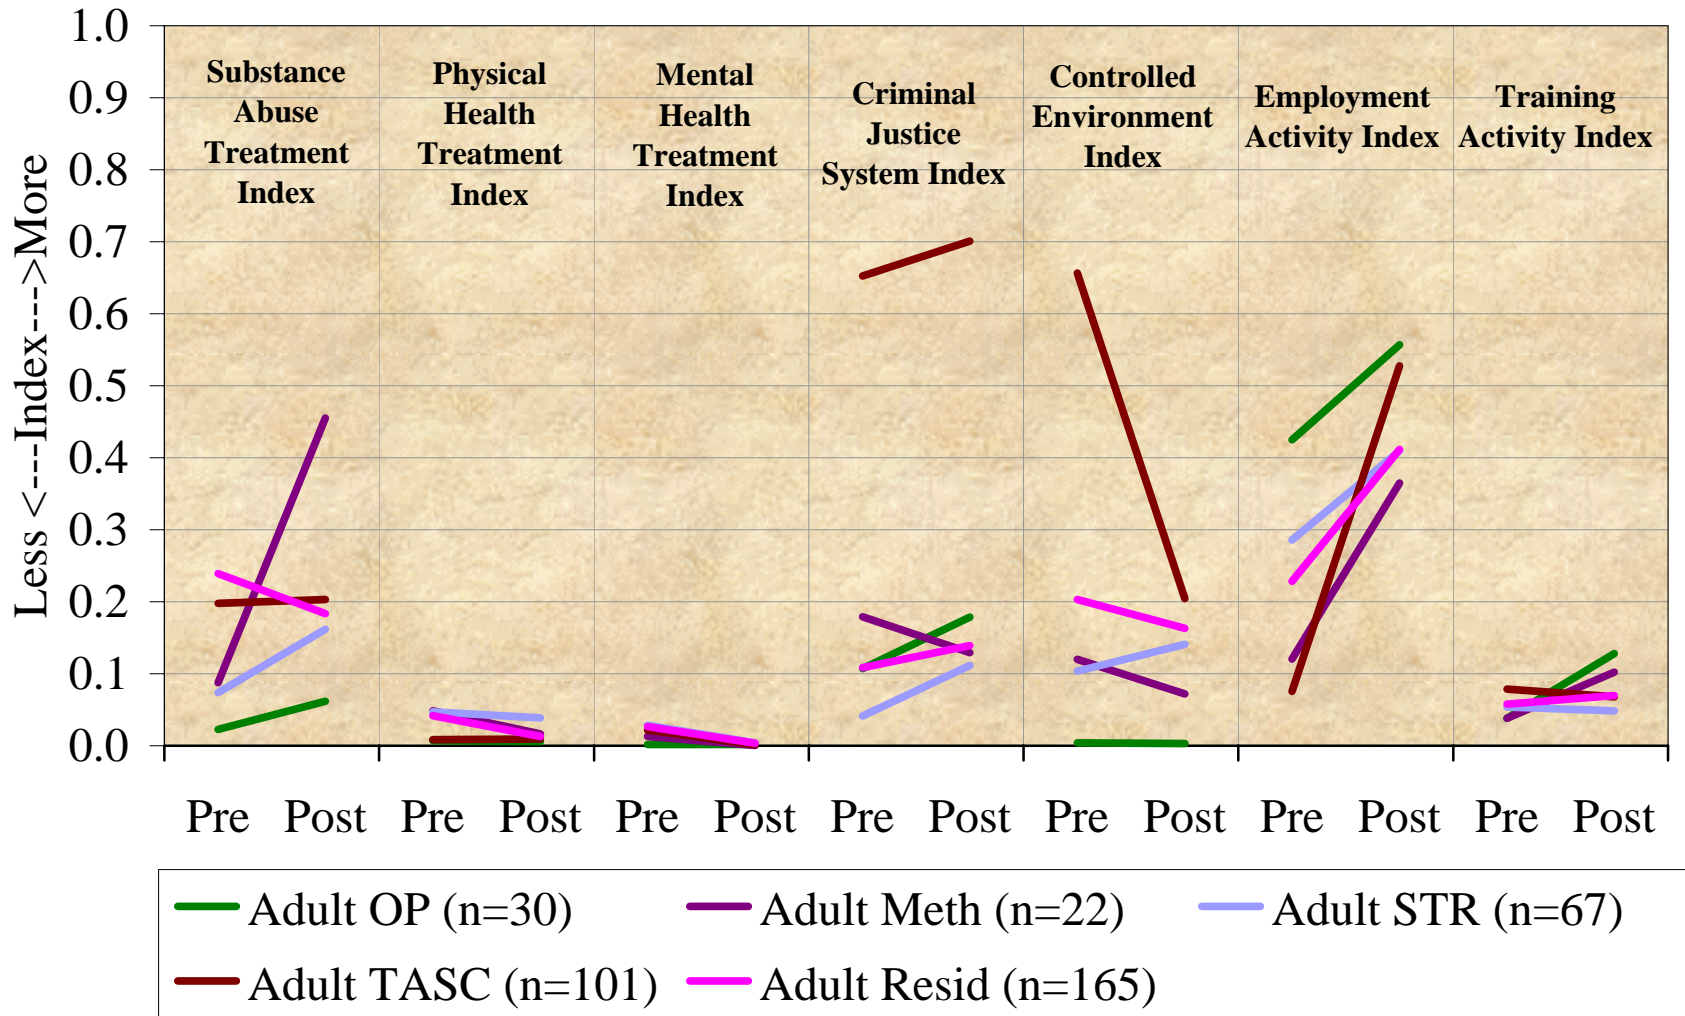 Less <---Index--->More
1.0
0.9
0.8
0.7
0.6
0.5
0.4
0.3
0.2
0.1
0.0
Substance
Abuse
Treatment
Index
Physical
Health
Treatment
Index
Mental
Health
Treatment
Index
Criminal
Justice
System Index
Controlled
Environment
Index
Employment
Activity Index
Training
Activity Index
Pre Post Pre Post Pre Post Pre Post Pre Post Pre Post Pre Post
Adult OP (n=30) Adult Meth (n=22) Adult STR (n=67)
Adult TASC (n=101) Adult Resid (n=165)